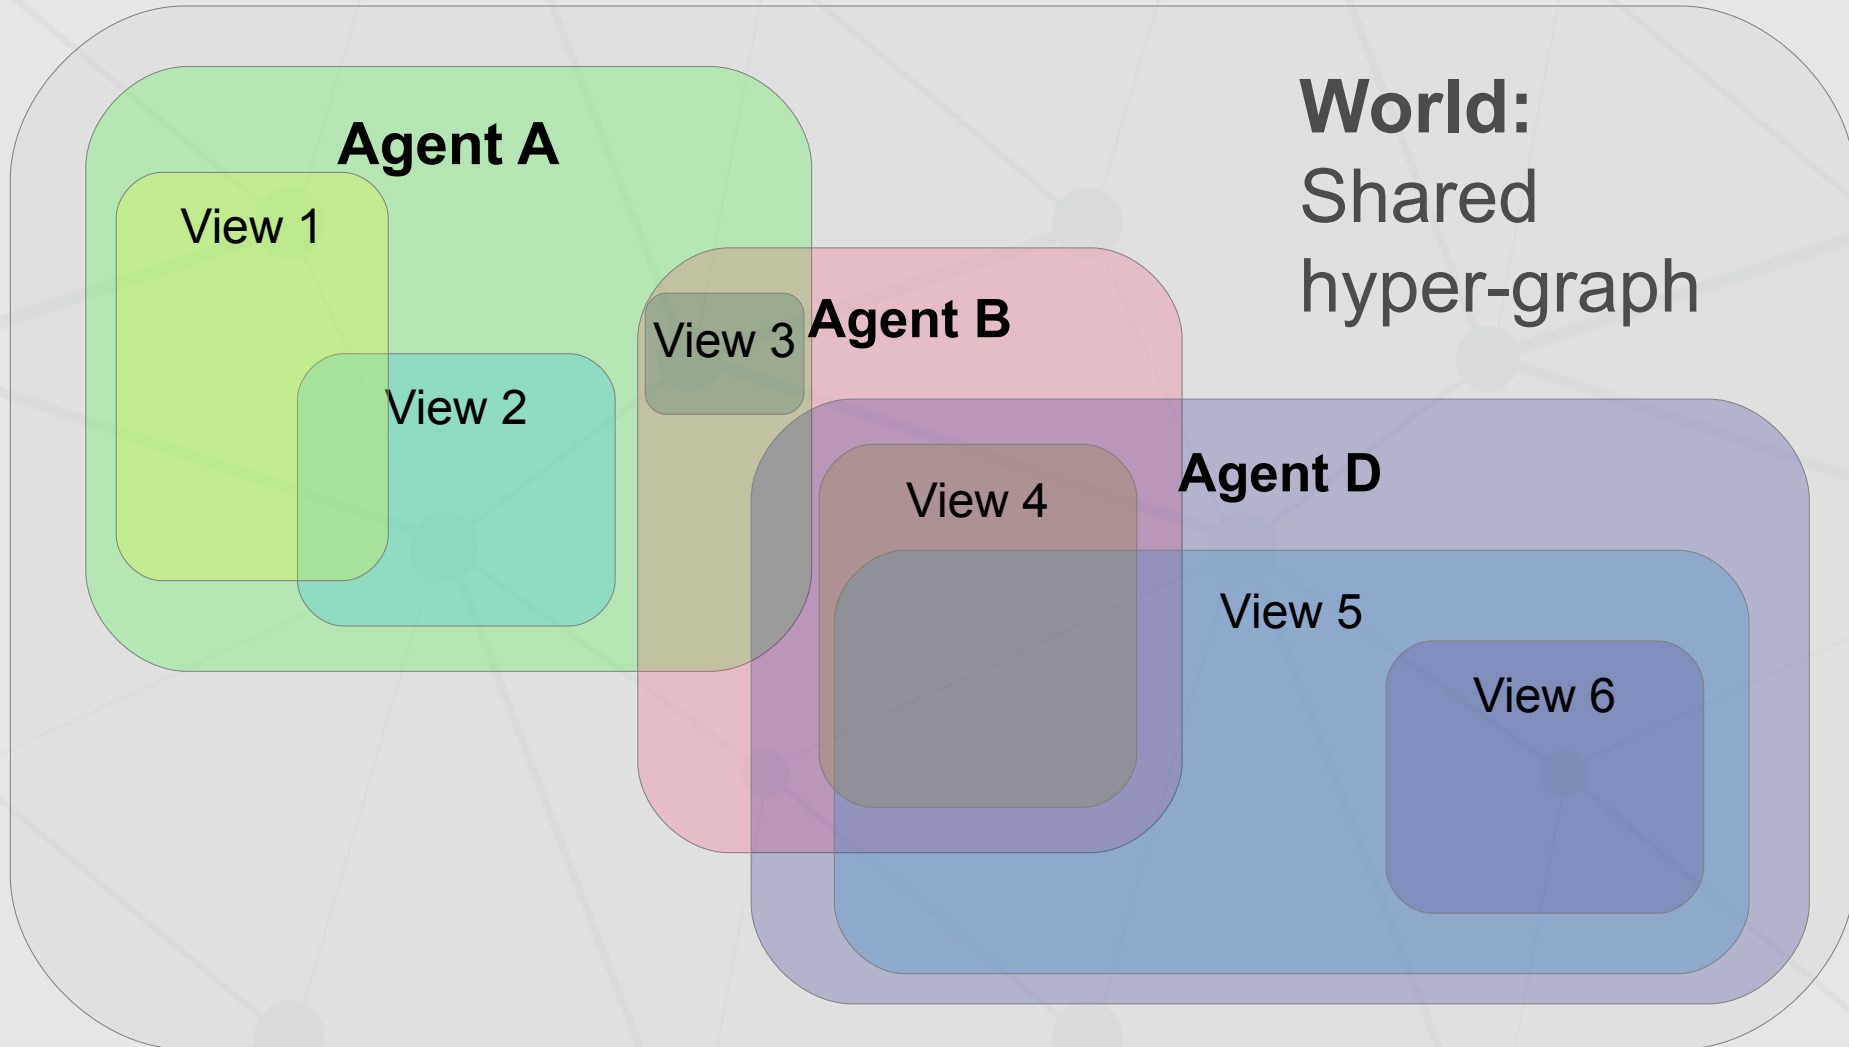 World:
Shared
hyper-graph
Agent A
View 1
View 2
View 3
Agent B
View 4
Agent D
View 5
View 6